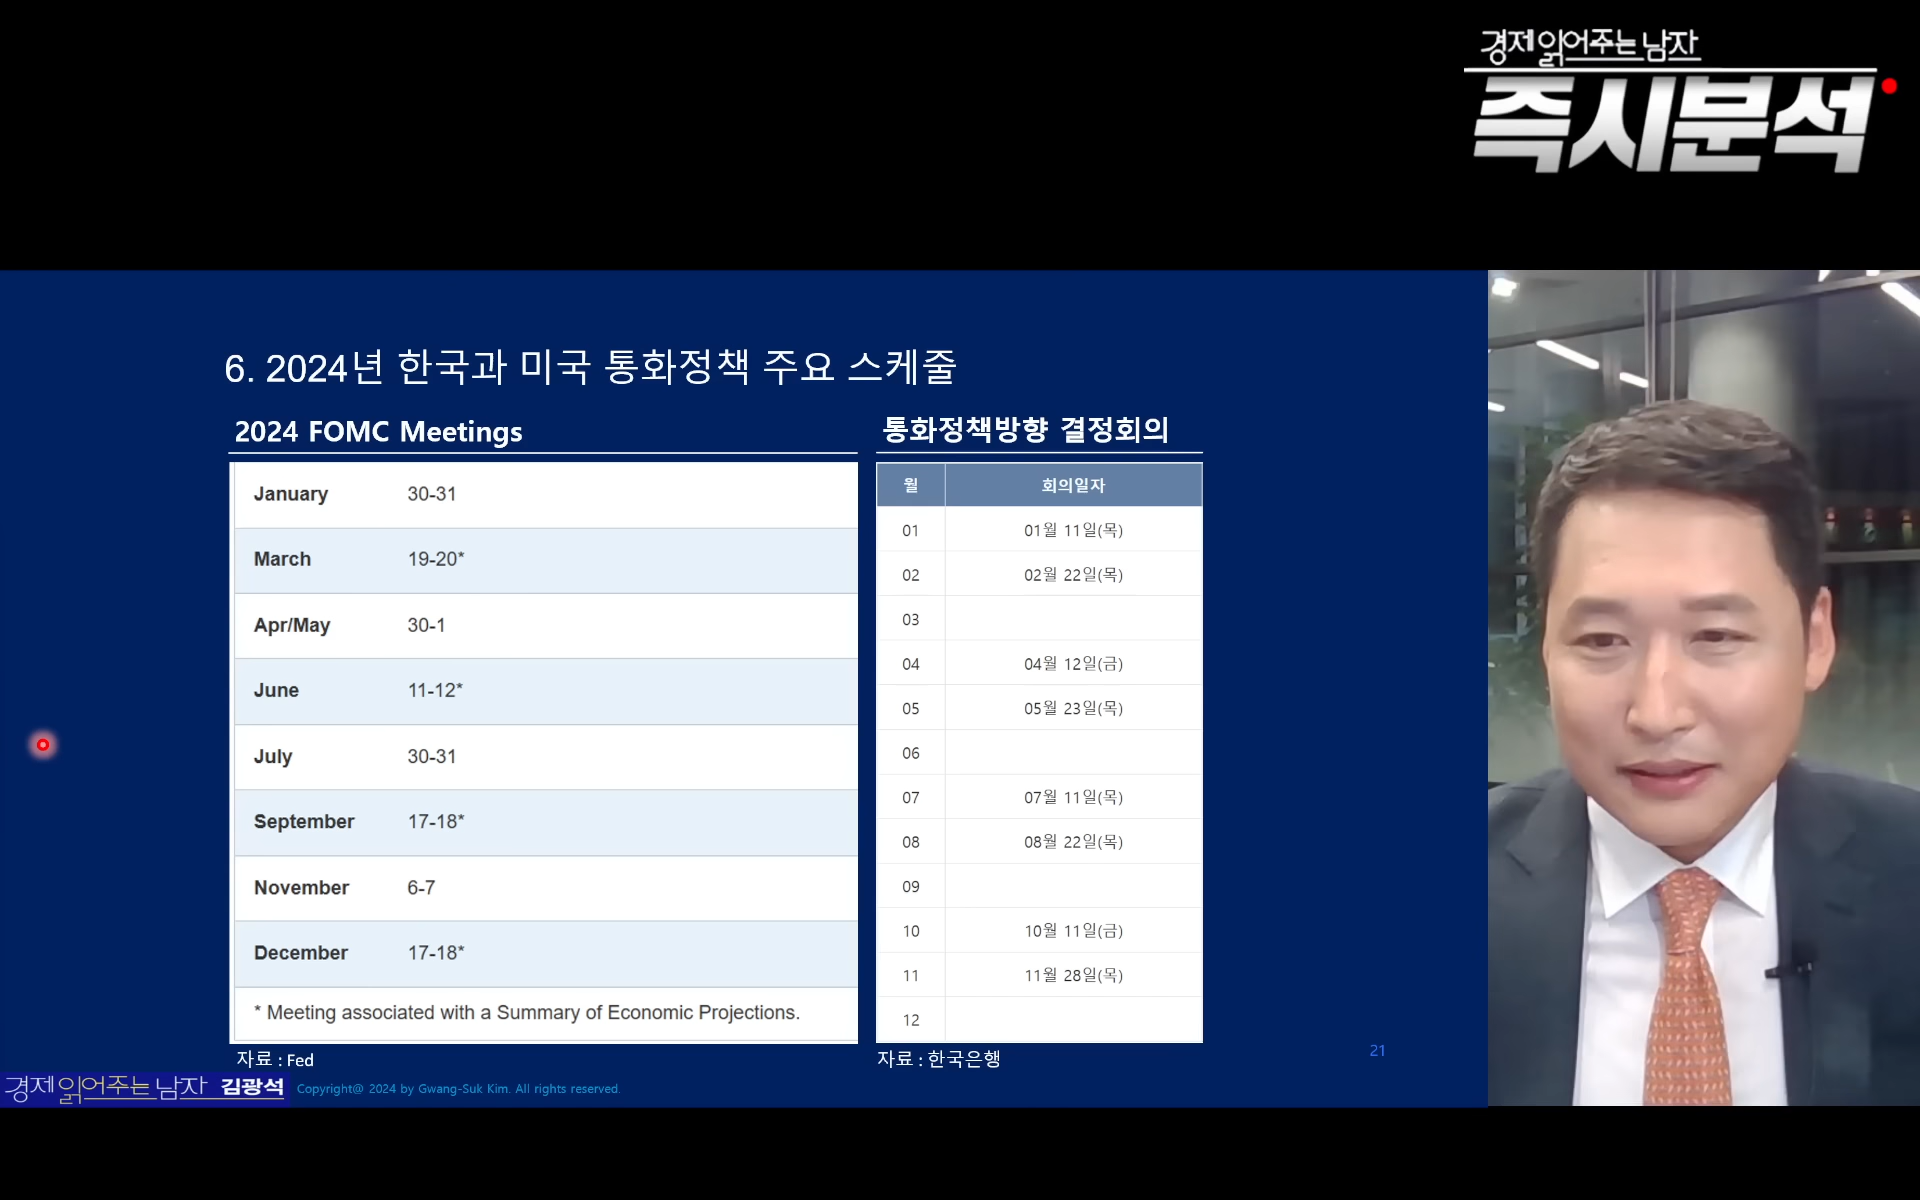 경제 읽어주는 남자
즉시분석
6. 2024년 한국과 미국 통화정책 주요 스케줄
2024 FOMC Meetings
January 30-31
March 19-20*
Apr/May 30-1
June 11-12*
July 30-31
September 17-18*
November 6-7
December 17-18*
* Meeting associated with a Summary of Economic Projections.
자료 : Fed
통화정책방향 결정회의
월 회의일자
01 01월 11일(목)
02 02월 22일(목)
03
04 04월 12일(금)
05 05월 23일(목)
06
07 07월 11일(목)
08 08월 22일(목)
09
10 10월 11일(금)
11 11월 28일(목)
12
자료 : 한국은행
21
경제 읽어주는 남자 김광석 Copyright@ 2024 by Gwang-Suk Kim. All rights reserved.